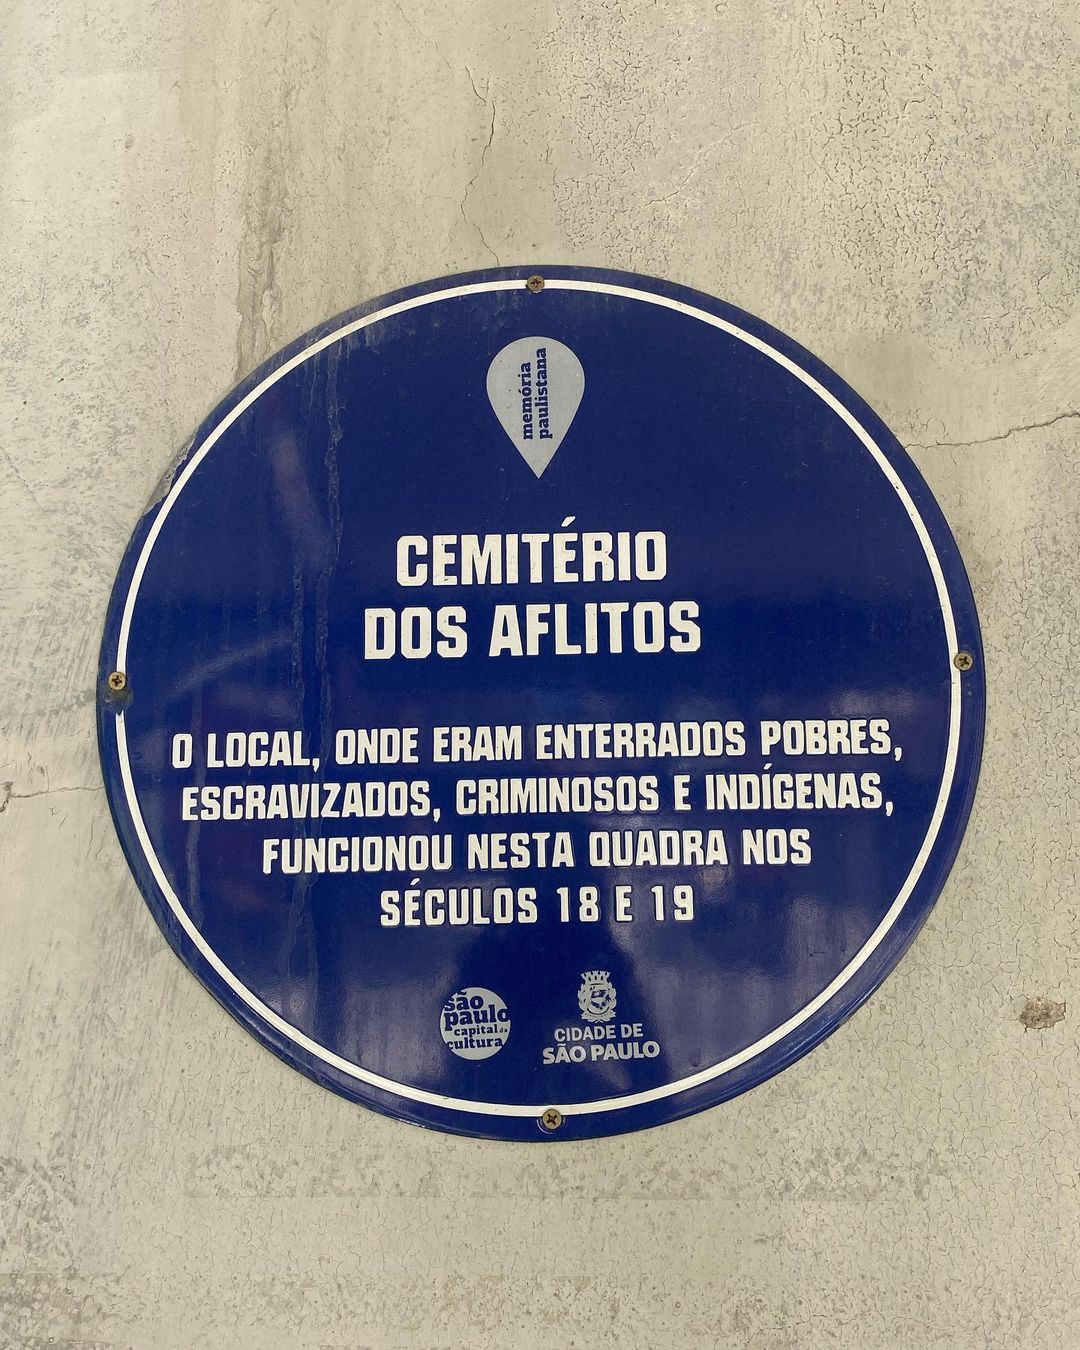 memória
paulistana
CEMITÉRIO
DOS AFLITOS
O LOCAL, ONDE ERAM ENTERRADOS POBRES,
ESCRAVIZADOS, CRIMINOSOS E INDÍGENAS,
FUNCIONOU NESTA QUADRA NOS
SÉCULOS 18 E 19
são
paulo
capital da
cultura
CIDADE DE
SÃO PAULO